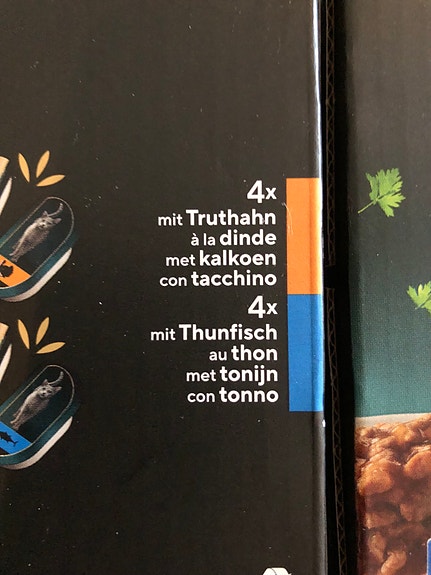 4x
mit Truthahn
à la dinde
met kalkoen
con tacchino
4x
mit Thunfisch
au thon
met tonijn
con tonno